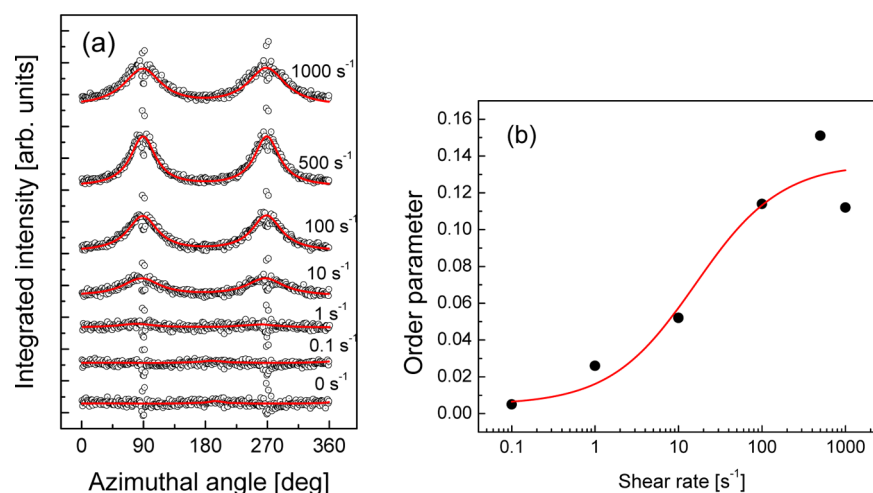 (a)
Integrated intensity [arb. units]
1000 s⁻¹
500 s⁻¹
100 s⁻¹
10 s⁻¹
1 s⁻¹
0.1 s⁻¹
0 s⁻¹
0 90 180 270 360
Azimuthal angle [deg]
(b)
Order parameter
0.16
0.14
0.12
0.10
0.08
0.06
0.04
0.02
0.00
0.1 1 10 100 1000
Shear rate [s⁻¹]